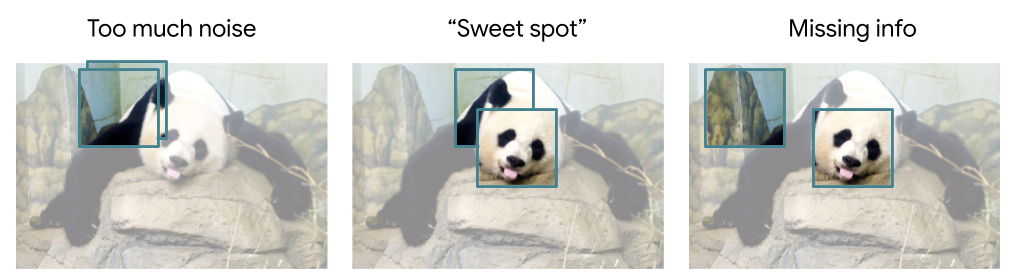 Too much noise
“Sweet spot”
Missing info